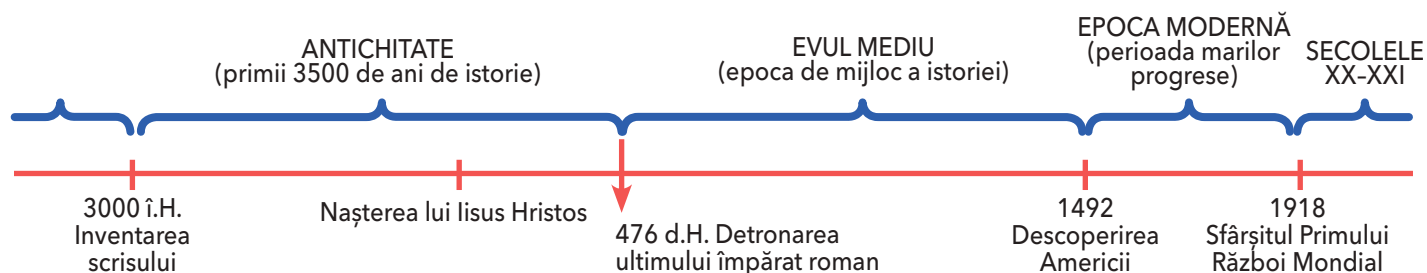 ANTICHITATE
(primii 3500 de ani de istorie)
EVUL MEDIU
(epoca de mijloc a istoriei)
EPOCA MODERNĂ
(perioada marilor
progrese)
SECOLELE
XX–XXI
3000 î.H.
Inventarea
scrisului
Nașterea lui Iisus Hristos
476 d.H. Detronarea
ultimului împărat roman
1492
Descoperirea
Americii
1918
Sfârșitul Primului
Război Mondial